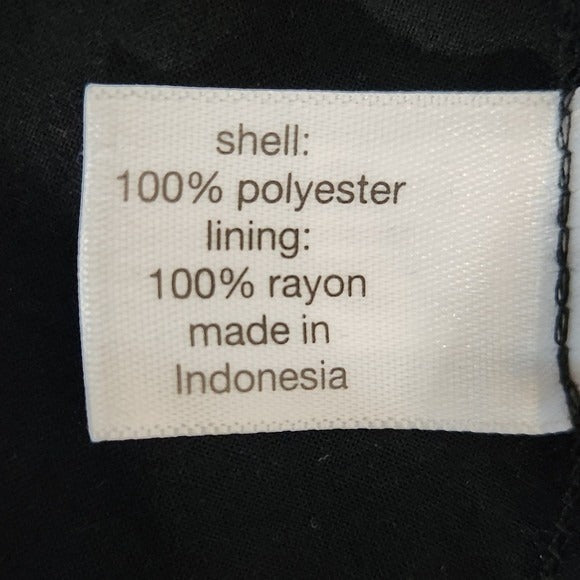 shell:
100% polyester
lining:
100% rayon
made in
Indonesia